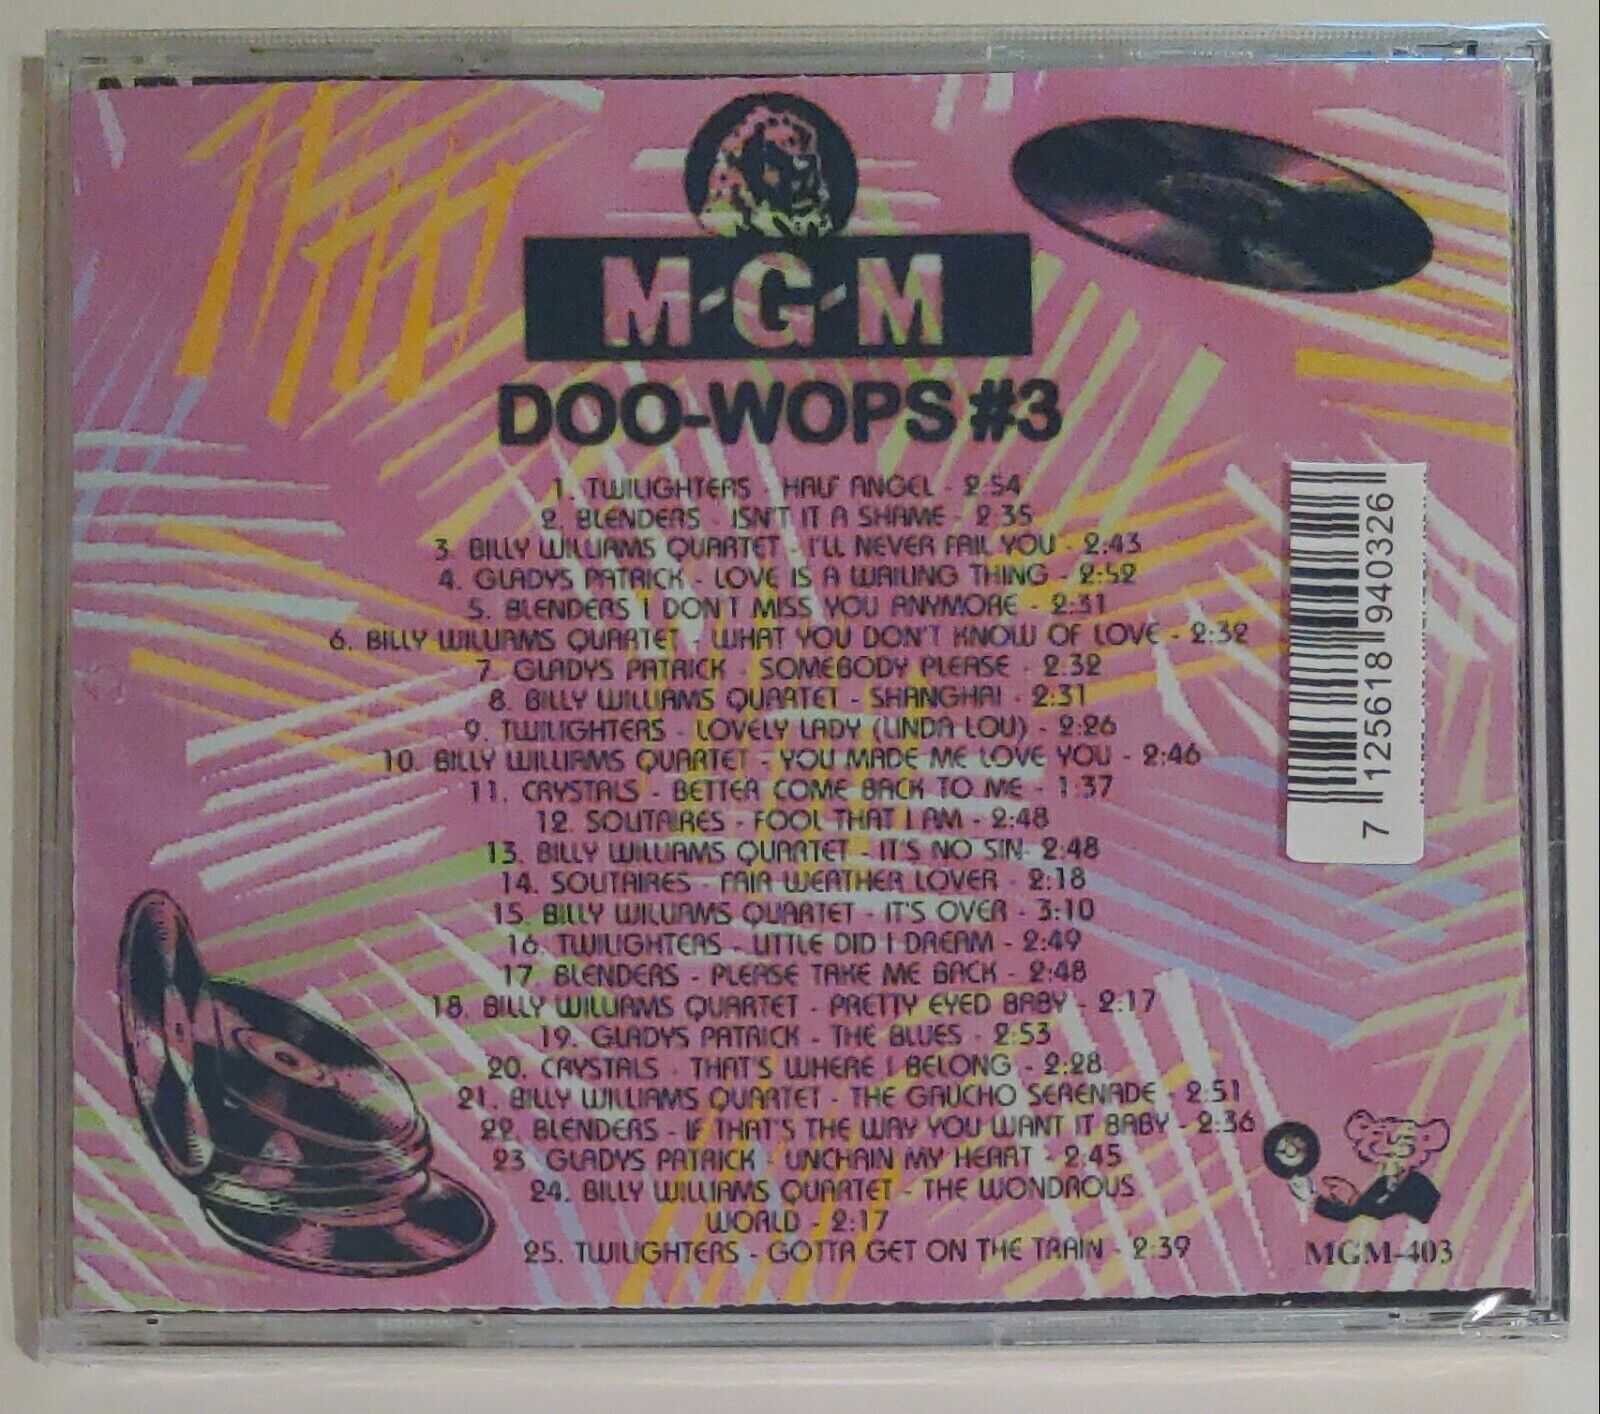 M-G-M
DOO-WOPS #3
1. TWILIGHTERS - HALF ANGEL - 2:54
2. BLENDERS - ISN'T IT A SHAME - 2:35
3. BILLY WILLIAMS QUARTET - I'LL NEVER FAIL YOU - 2:43
4. GLADYS PATRICK - LOVE IS A WAILING THING - 2:52
5. BLENDERS I DON'T MISS YOU ANYMORE - 2:31
6. BILLY WILLIAMS QUARTET - WHAT YOU DON'T KNOW OF LOVE - 2:32
7. GLADYS PATRICK - SOMEBODY PLEASE - 2:32
8. BILLY WILLIAMS QUARTET - SHANGHAI - 2:31
9. TWILIGHTERS - LOVELY LADY (LINDA LOU) - 2:26
10. BILLY WILLIAMS QUARTET - YOU MADE ME LOVE YOU - 2:46
11. CRYSTALS - BETTER COME BACK TO ME - 1:37
12. SOLITAIRES - FOOL THAT I AM - 2:48
13. BILLY WILLIAMS QUARTET - IT'S NO SIN- 2:48
14. SOLITAIRES - FAIR WEATHER LOVER - 2:18
15. BILLY WILLIAMS QUARTET - IT'S OVER - 3:10
16. TWILIGHTERS - LITTLE DID I DREAM - 2:49
17. BLENDERS - PLEASE TAKE ME BACK - 2:48
18. BILLY WILLIAMS QUARTET - PRETTY EYED BABY - 2:17
19. GLADYS PATRICK - THE BLUES - 2:53
20. CRYSTALS - THAT'S WHERE I BELONG - 2:28
21. BILLY WILLIAMS QUARTET - THE GAUCHO SERENADE - 2:51
22. BLENDERS - IF THAT'S THE WAY YOU WANT IT BABY - 2:36
23 GLADYS PATRICK - UNCHAIN MY HEART - 2:45
24. BILLY WILLIAMS QUARTET - THE WONDROUS
WORLD - 2:17
25. TWILIGHTERS - GOTTA GET ON THE TRAIN - 2:39
7 125618 940326
45
MGM-403